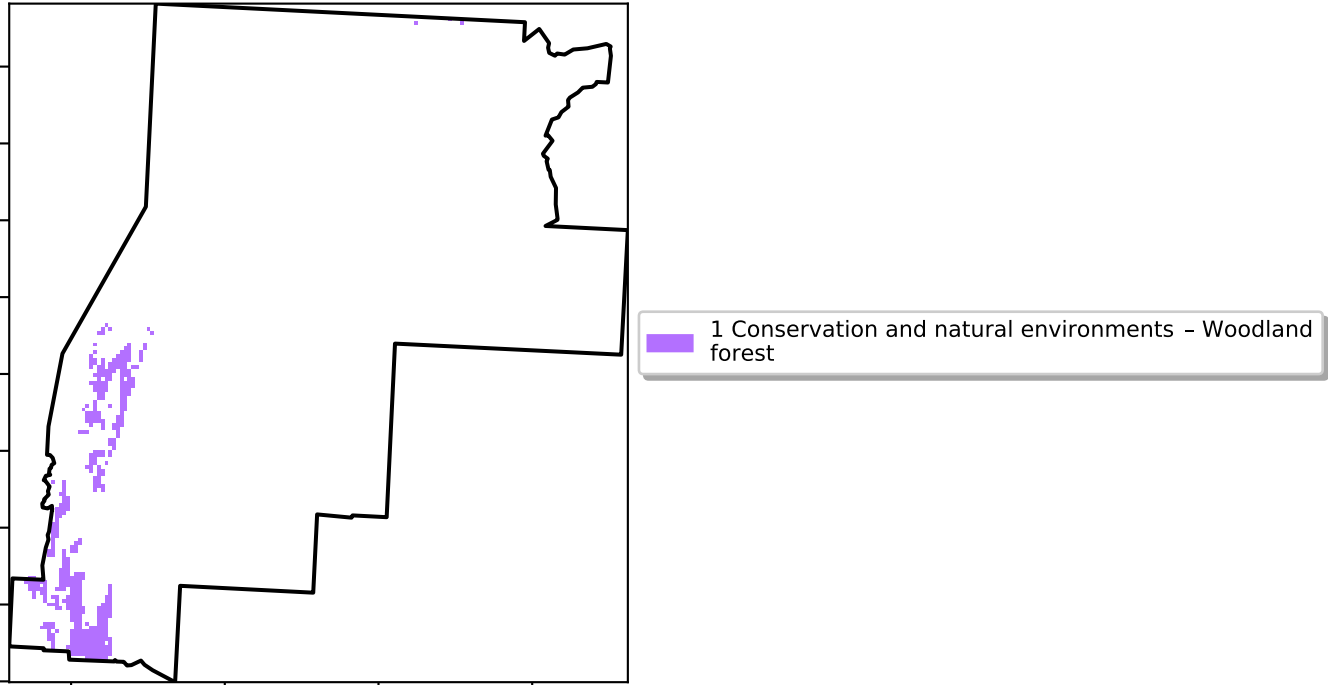 1 Conservation and natural environments – Woodland
forest